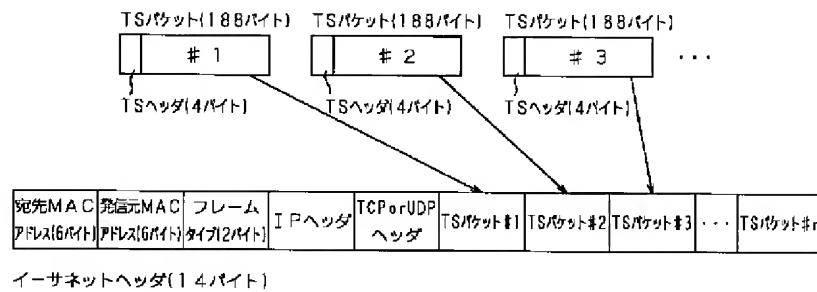 TSパケット(188バイト) TSパケット(188バイト) TSパケット(188バイト)
#1 #2 #3 ···
TSヘッダ(4バイト) TSヘッダ(4バイト) TSヘッダ(4バイト)
宛先MAC 発信元MAC フレーム IPヘッダ TCPorUDP TSパケット#1 TSパケット#2 TSパケット#3 ··· TSパケット#n
アドレス(6バイト) アドレス(6バイト) タイプ(2バイト) ヘッダ
イーサネットヘッダ(14バイト)